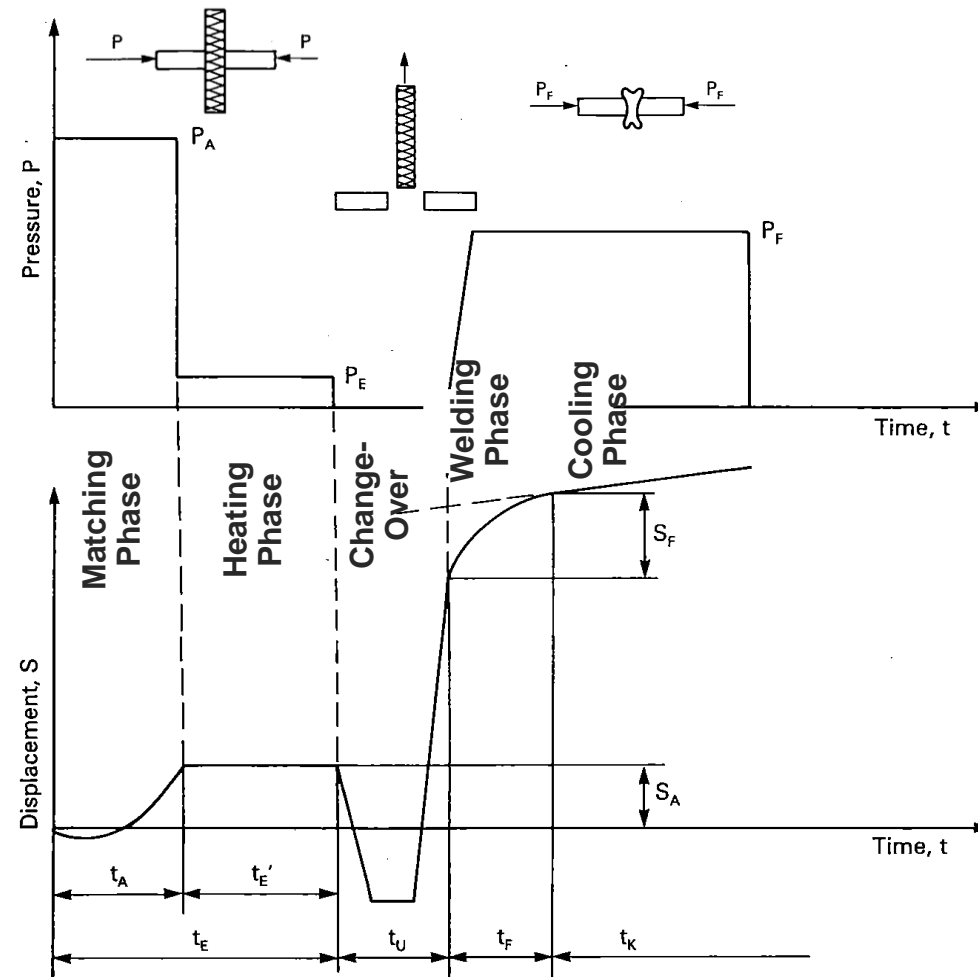 P
P
P_F
P_F
P_A
Pressure, P
P_F
P_E
Time, t
Matching
Phase
Heating
Phase
Change-
Over
Welding
Phase
Cooling
Phase
S_F
Displacement, S
S_A
Time, t
t_A
t_E'
t_E
t_U
t_F
t_K